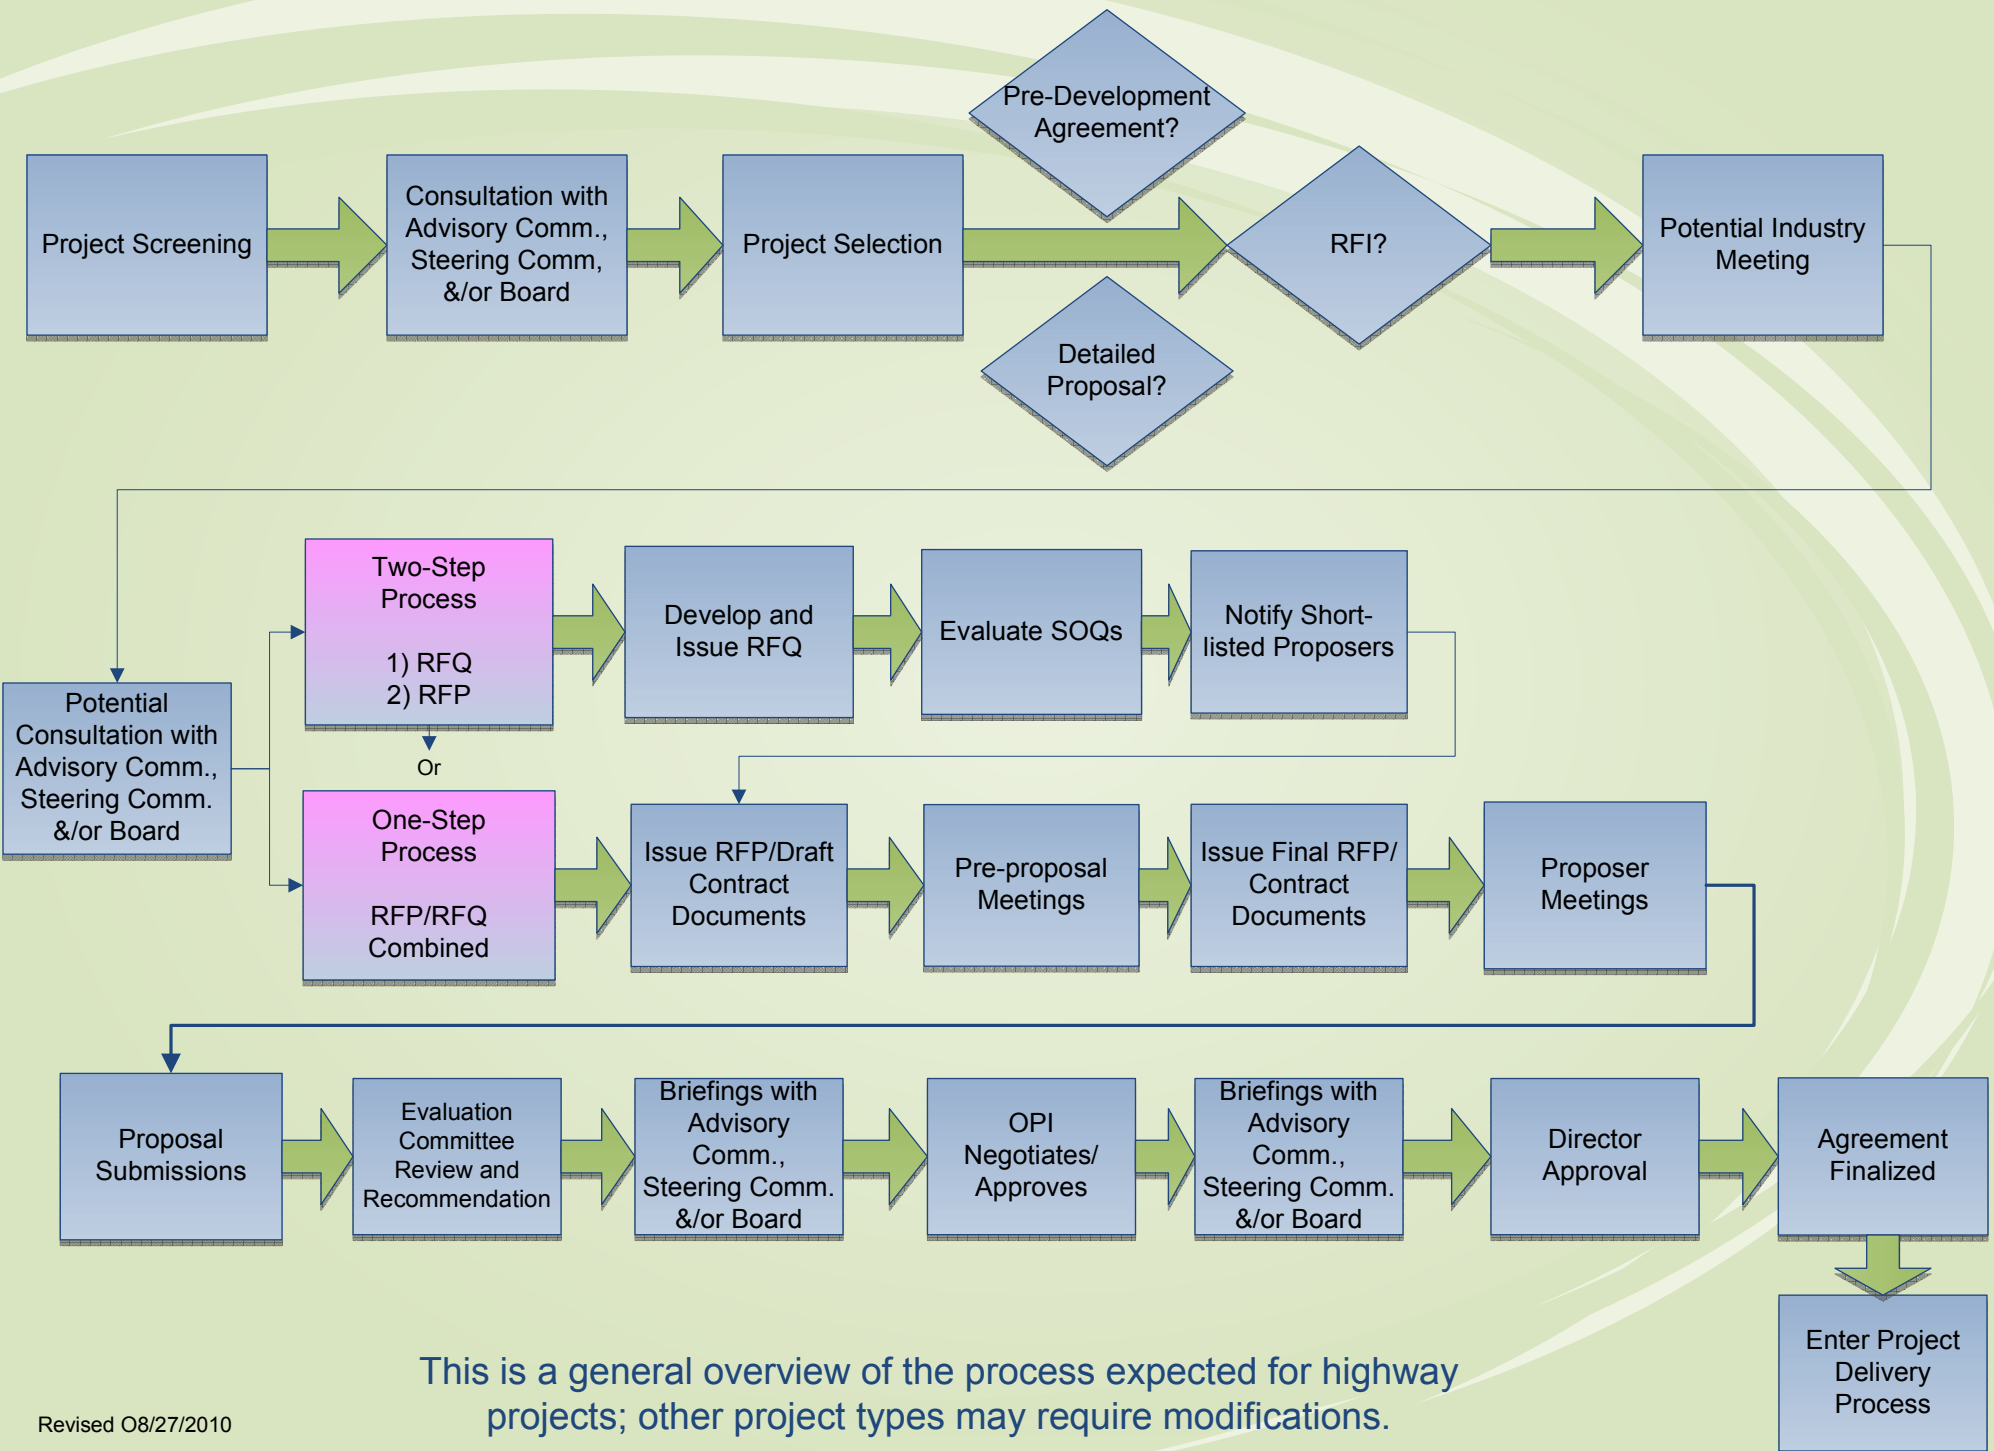 Pre-Development
Agreement?
Project Screening
Consultation with
Advisory Comm.,
Steering Comm,
&/or Board
Project Selection
RFI?
Potential Industry
Meeting
Detailed
Proposal?
Two-Step
Process
1) RFQ
2) RFP
Develop and
Issue RFQ
Evaluate SOQs
Notify Short-
listed Proposers
Potential
Consultation with
Advisory Comm.,
Steering Comm.
&/or Board
Or
One-Step
Process
RFP/RFQ
Combined
Issue RFP/Draft
Contract
Documents
Pre-proposal
Meetings
Issue Final RFP/
Contract
Documents
Proposer
Meetings
Proposal
Submissions
Evaluation
Committee
Review and
Recommendation
Briefings with
Advisory
Comm.,
Steering Comm.
&/or Board
OPI
Negotiates/
Approves
Briefings with
Advisory
Comm.,
Steering Comm.
&/or Board
Director
Approval
Agreement
Finalized
Enter Project
Delivery
Process
This is a general overview of the process expected for highway
projects; other project types may require modifications.
Revised O8/27/2010